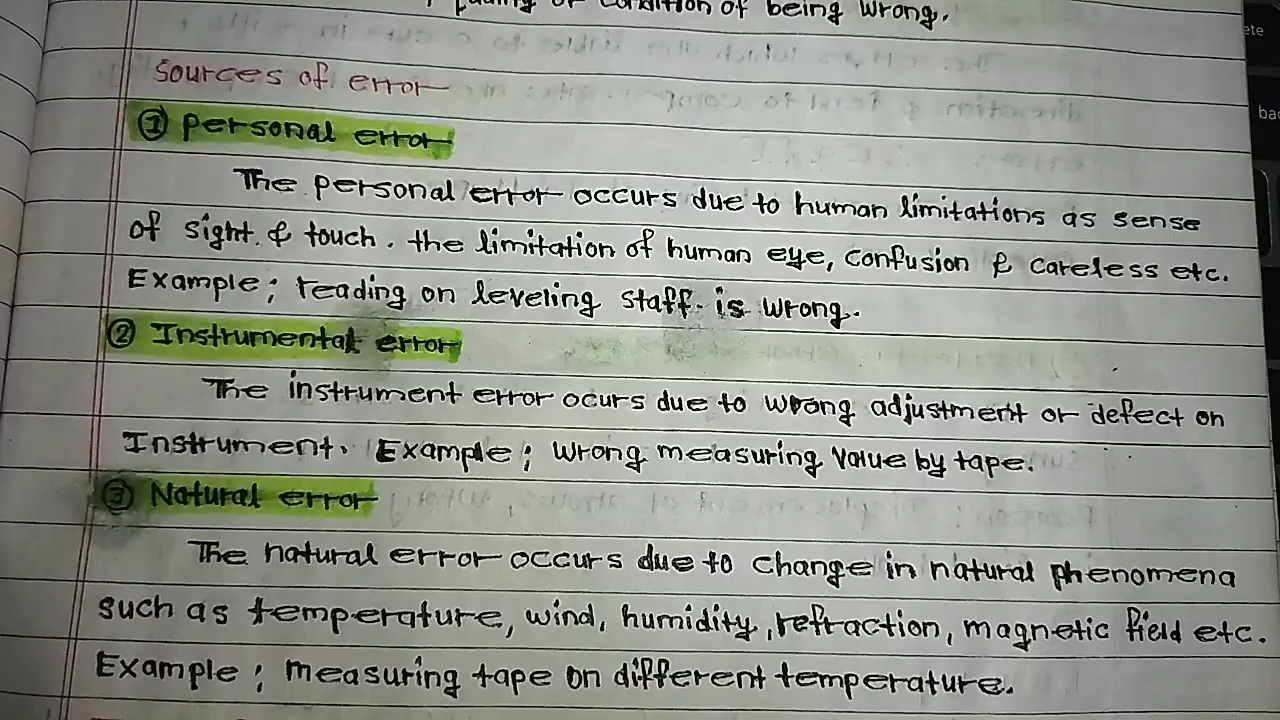 of condition of being wrong.
Sources of error
① personal error
The personal error occurs due to human limitations as sense
of sight & touch. the limitation of human eye, confusion & careless etc.
Example; reading on leveling staff is wrong.
② Instrumental error
The instrument error ocurs due to wrong adjustment or defect on
Instrument. Example; wrong measuring value by tape.
③ Natural error
The natural error occurs due to change in natural phenomena
such as temperature, wind, humidity, refraction, magnetic field etc.
Example; measuring tape on different temperature.